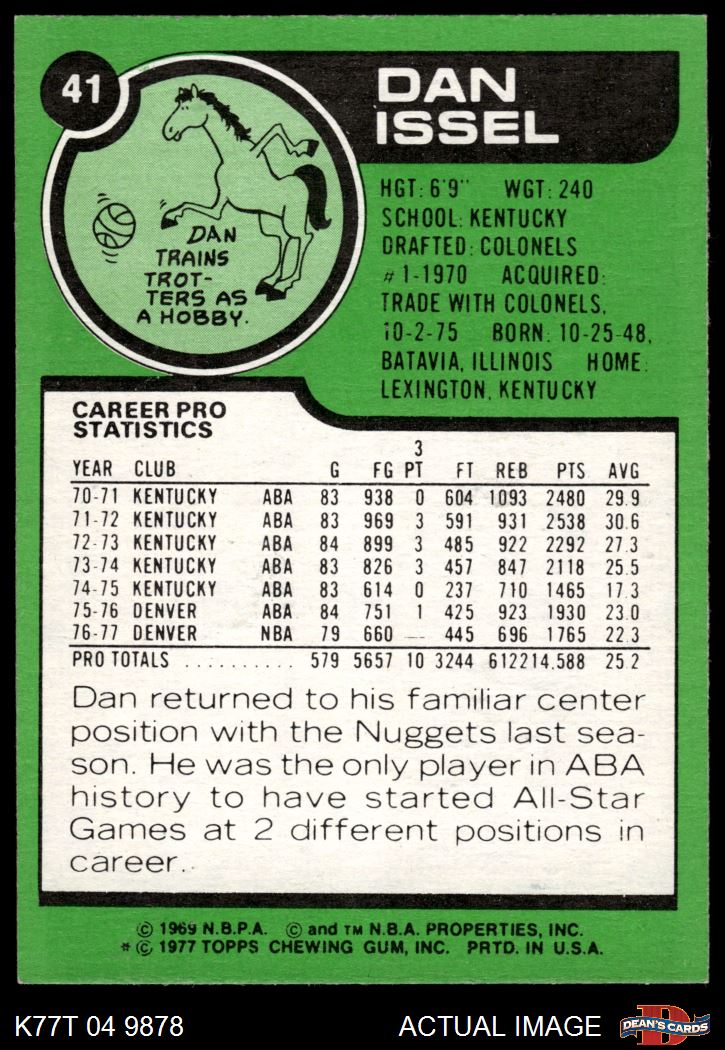 41
DAN
ISSEL
DAN
TRAINS
TROT-
TERS AS
A HOBBY.
HGT: 6'9" WGT: 240
SCHOOL: KENTUCKY
DRAFTED: COLONELS
#1-1970 ACQUIRED:
TRADE WITH COLONELS,
10-2-75 BORN: 10-25-48,
BATAVIA, ILLINOIS HOME:
LEXINGTON, KENTUCKY
CAREER PRO
STATISTICS
3
YEAR CLUB G FG PT FT REB PTS AVG
70-71 KENTUCKY ABA 83 938 0 604 1093 2480 29.9
71-72 KENTUCKY ABA 83 969 3 591 931 2538 30.6
72-73 KENTUCKY ABA 84 899 3 485 922 2292 27.3
73-74 KENTUCKY ABA 83 826 3 457 847 2118 25.5
74-75 KENTUCKY ABA 83 614 0 237 710 1465 17.3
75-76 DENVER ABA 84 751 1 425 923 1930 23.0
76-77 DENVER NBA 79 660 — 445 696 1765 22.3
PRO TOTALS .......... 579 5657 10 3244 6122 14.588 25.2
Dan returned to his familiar center
position with the Nuggets last sea-
son. He was the only player in ABA
history to have started All-Star
Games at 2 different positions in
career.
© 1969 N.B.P.A. © and TM N.B.A. PROPERTIES, INC.
*© 1977 TOPPS CHEWING GUM, INC. PRTD. IN U.S.A.
K77T 04 9878 ACTUAL IMAGE D DEAN'S CARDS